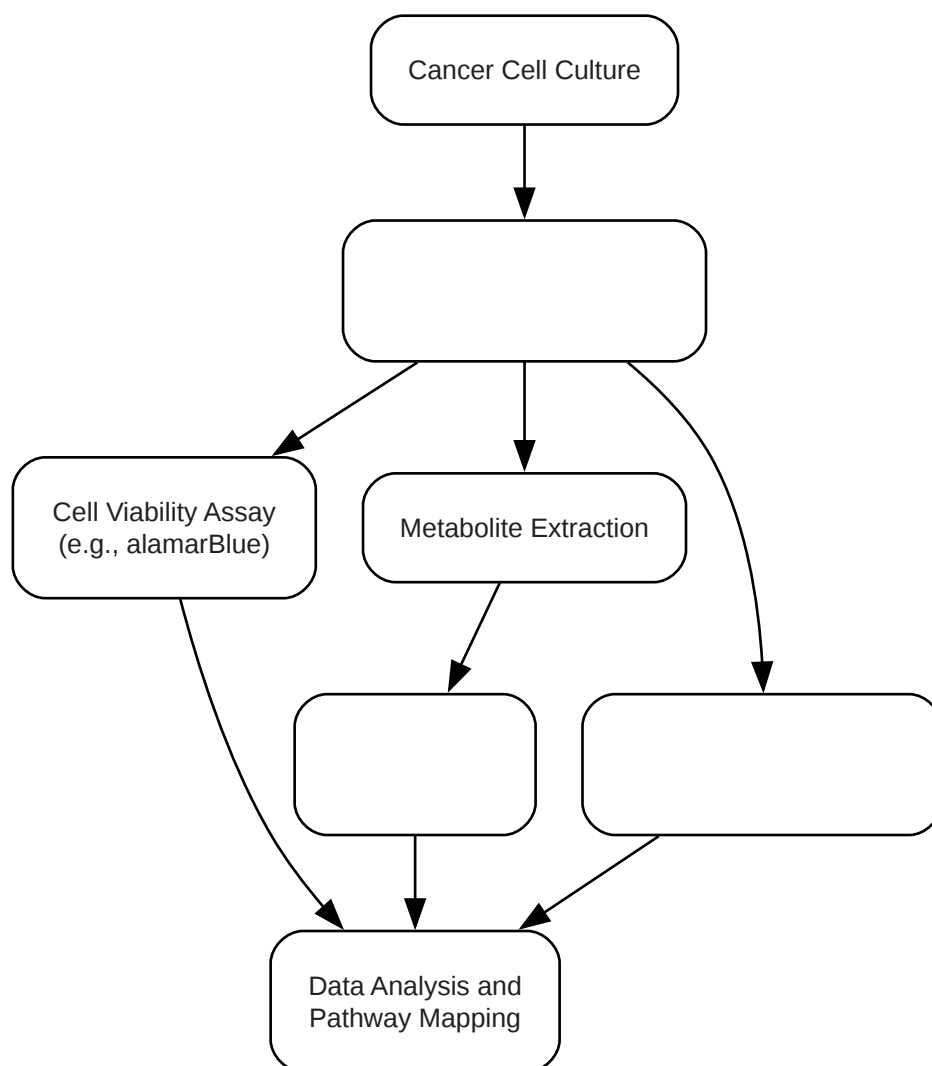 Cancer Cell Culture
Cell Viability Assay
(e.g., alamarBlue)
Metabolite Extraction
Data Analysis and
Pathway Mapping